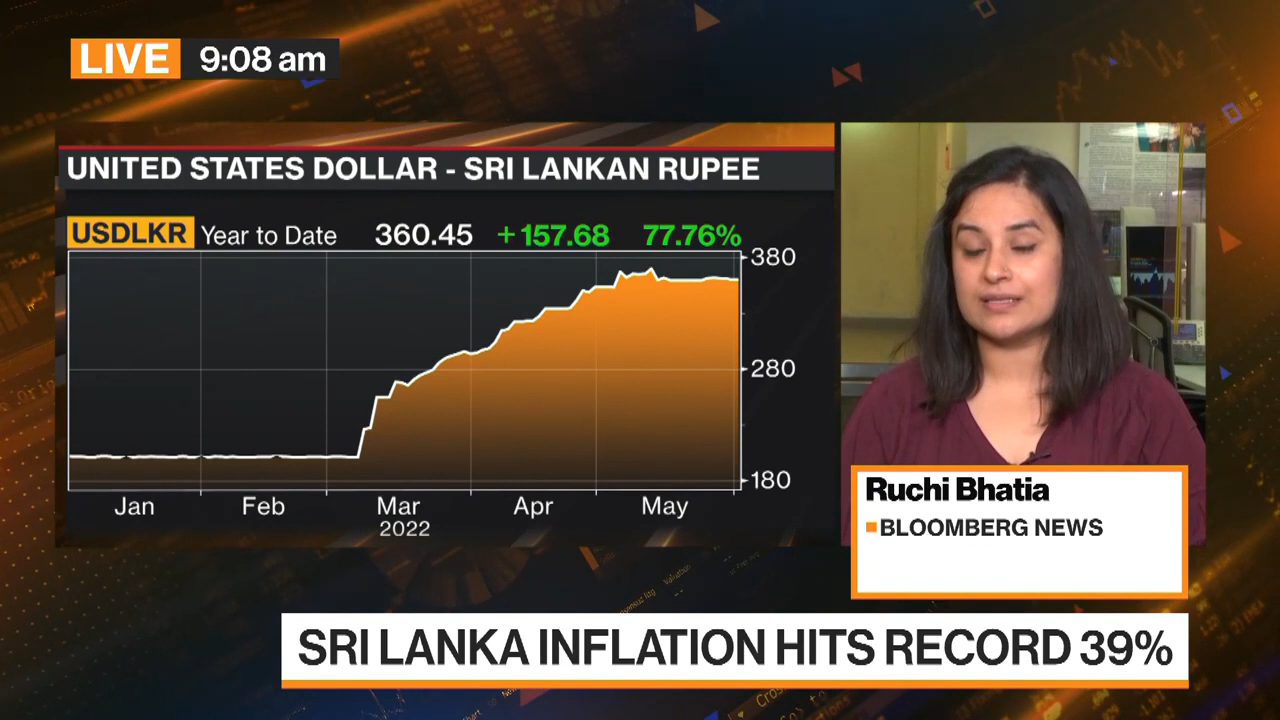 LIVE 9:08 am
UNITED STATES DOLLAR - SRI LANKAN RUPEE
USDLKR Year to Date 360.45 +157.68 77.76%
380
280
180
Jan Feb Mar Apr May
2022
Ruchi Bhatia
BLOOMBERG NEWS
SRI LANKA INFLATION HITS RECORD 39%